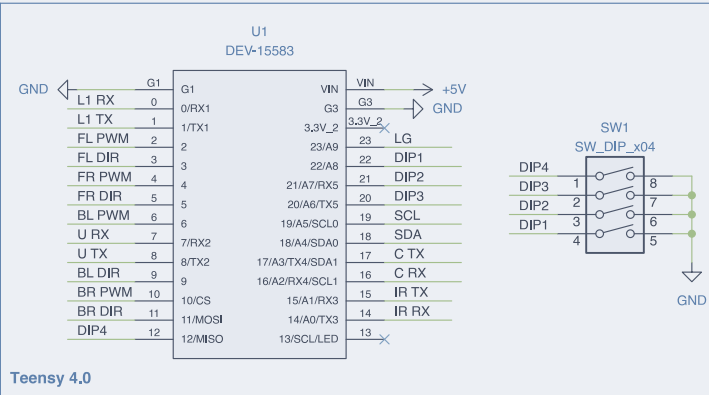 U1
DEV-15583
GND G1 G1 VIN VIN +5V
L1 RX 0 0/RX1 G3 G3 GND
L1 TX 1 1/TX1 3.3V_2 3.3V_2
FL PWM 2 2 23/A9 23 LG
FL DIR 3 3 22/A8 22 DIP1
FR PWM 4 4 21/A7/RX5 21 DIP2
FR DIR 5 5 20/A6/TX5 20 DIP3
BL PWM 6 6 19/A5/SCL0 19 SCL
U RX 7 7/RX2 18/A4/SDA0 18 SDA
U TX 8 8/TX2 17/A3/TX4/SDA1 17 C TX
BL DIR 9 9 16/A2/RX4/SCL1 16 C RX
BR PWM 10 10/CS 15/A1/RX3 15 IR TX
BR DIR 11 11/MOSI 14/A0/TX3 14 IR RX
DIP4 12 12/MISO 13/SCL/LED 13
SW1
SW_DIP_x04
DIP4 1 8
DIP3 2 7
DIP2 3 6
DIP1 4 5
GND
Teensy 4.0